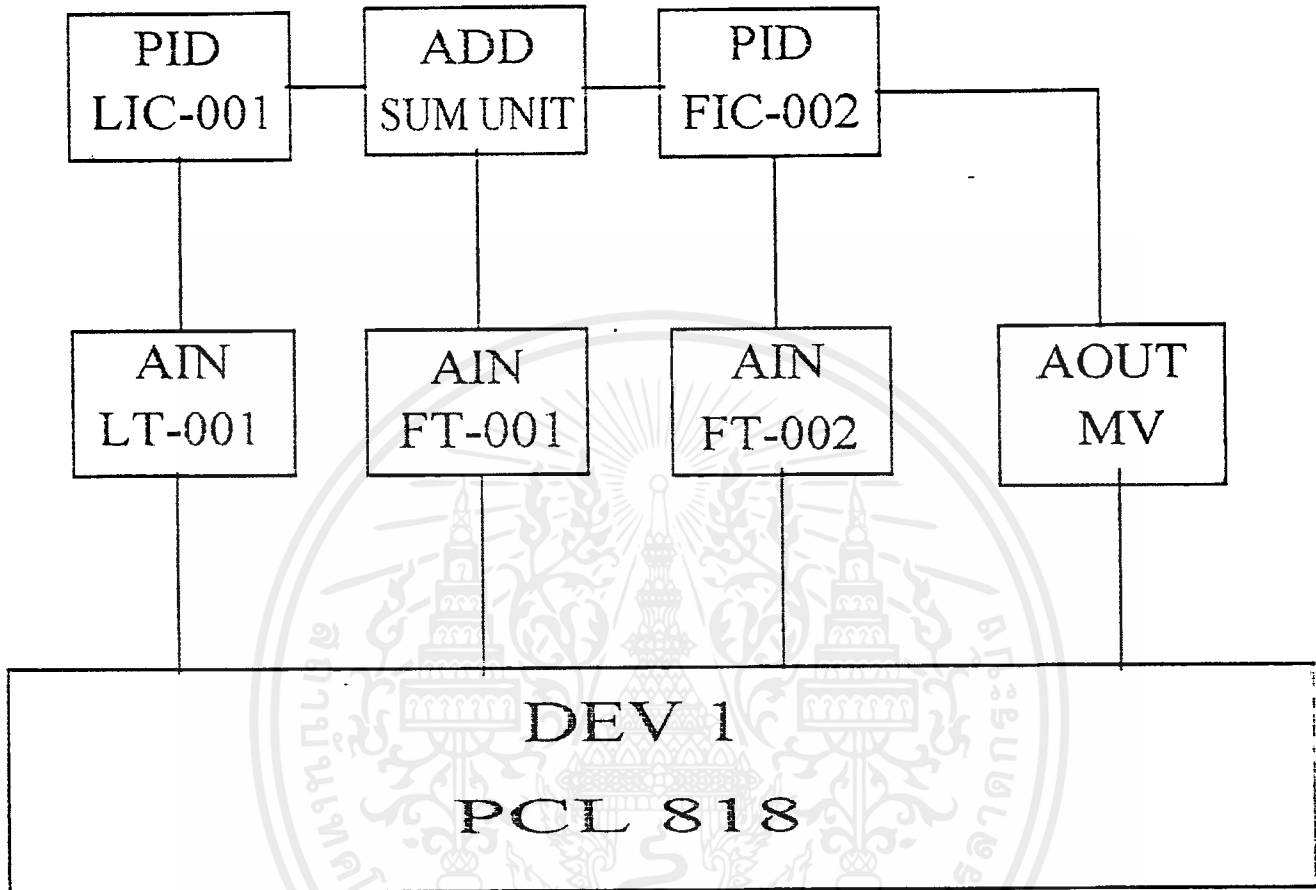 PID
LIC-001
ADD
SUM UNIT
PID
FIC-002
AIN
LT-001
AIN
FT-001
AIN
FT-002
AOUT
MV
DEV 1
PCL 818